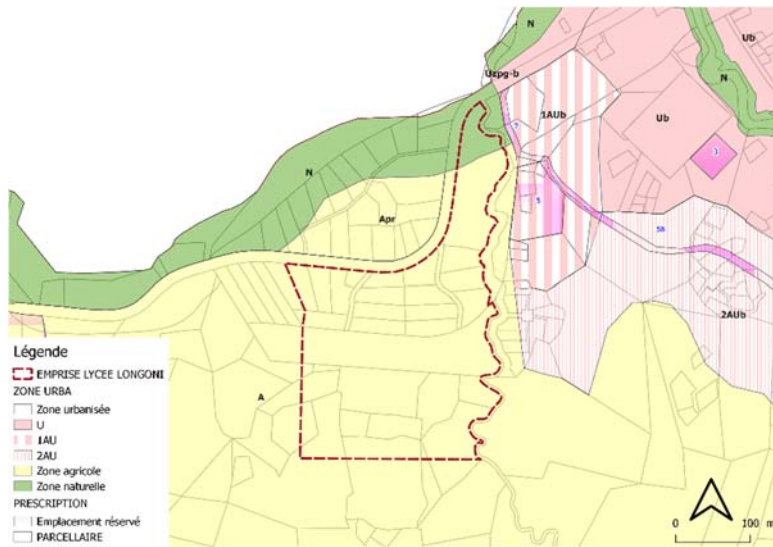 N
Ub
Uzpg-b
N
1AUb
Ub
3
N
Apr
5
58
2AUb
A
Légende
EMPRISE LYCEE LONGONI
ZONE URBA
Zone urbanisée
U
1AU
2AU
Zone agricole
Zone naturelle
PRESCRIPTION
Emplacement réservé
PARCELLAIRE
0 100 m